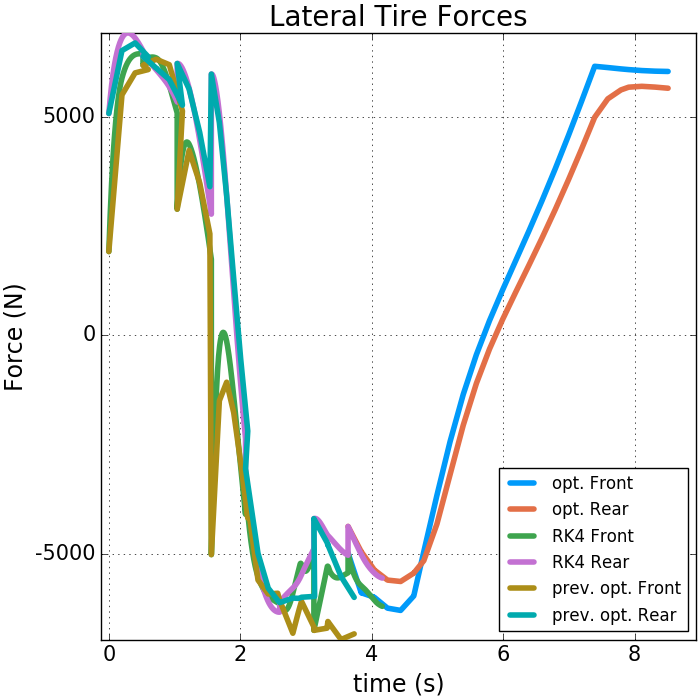 Lateral Tire Forces
Force (N)
5000
0
-5000
opt. Front
opt. Rear
RK4 Front
RK4 Rear
prev. opt. Front
prev. opt. Rear
0 2 4 6 8
time (s)